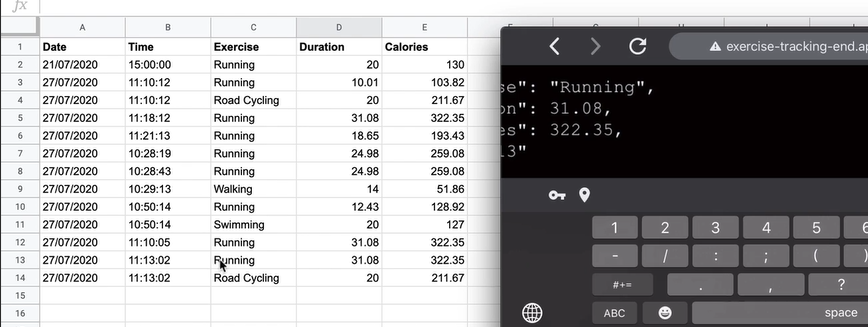 fx
A B C D E
1 Date Time Exercise Duration Calories
2 21/07/2020 15:00:00 Running 20 130
3 27/07/2020 11:10:12 Running 10.01 103.82
4 27/07/2020 11:10:12 Road Cycling 20 211.67
5 27/07/2020 11:18:12 Running 31.08 322.35
6 27/07/2020 11:21:13 Running 18.65 193.43
7 27/07/2020 10:28:19 Running 24.98 259.08
8 27/07/2020 10:28:43 Running 24.98 259.08
9 27/07/2020 10:29:13 Walking 14 51.86
10 27/07/2020 10:50:14 Running 12.43 128.92
11 27/07/2020 10:50:14 Swimming 20 127
12 27/07/2020 11:10:05 Running 31.08 322.35
13 27/07/2020 11:13:02 Running 31.08 322.35
14 27/07/2020 11:13:02 Road Cycling 20 211.67
15
16
exercise-tracking-end.ap
se": "Running",
on": 31.08,
es": 322.35,
13"
1 2 3 4 5 6
- / : ; ( )
#+= . , ?
ABC space